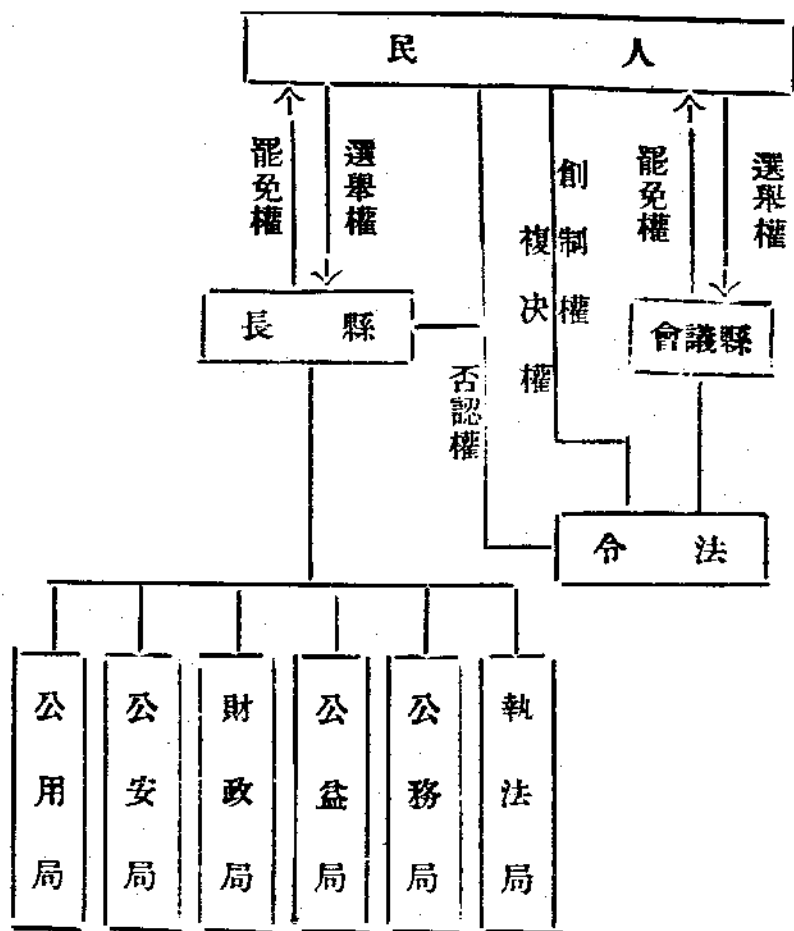 人民
選舉權
罷免權
創制權
複决權
選舉權
罷免權
縣議會
縣長
否認權
法令
執法局
公務局
公益局
財政局
公安局
公用局